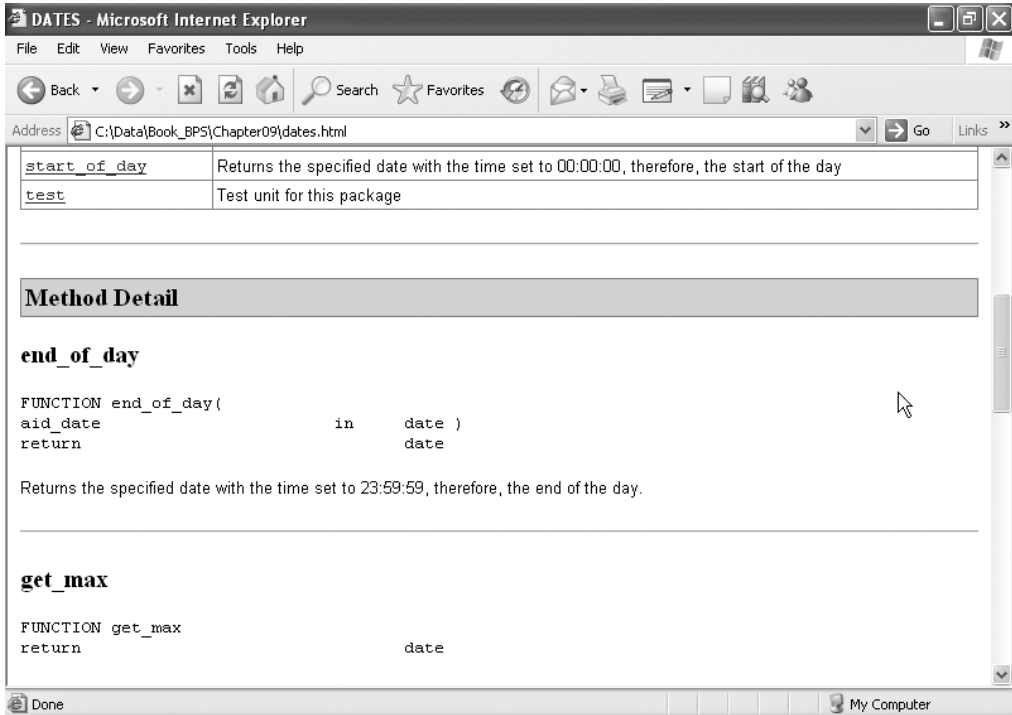 DATES - Microsoft Internet Explorer
File Edit View Favorites Tools Help
Back Search Favorites
Address C:\Data\Book_BPS\Chapter09\dates.html Go Links »
start_of_day Returns the specified date with the time set to 00:00:00, therefore, the start of the day
test Test unit for this package
Method Detail
end_of_day
FUNCTION end_of_day(
aid_date in date )
return date
Returns the specified date with the time set to 23:59:59, therefore, the end of the day.
get_max
FUNCTION get_max
return date
Done My Computer